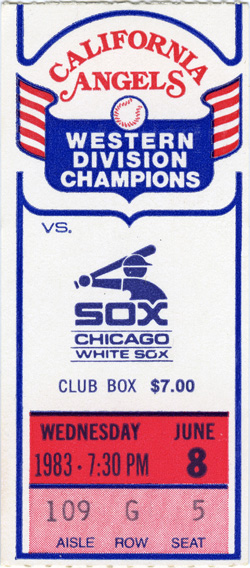 CALIFORNIA
ANGELS
WESTERN
DIVISION
CHAMPIONS
VS.
SOX
CHICAGO
WHITE SOX
CLUB BOX $7.00
WEDNESDAY JUNE
1983 • 7:30 PM 8
109 G 5
AISLE ROW SEAT